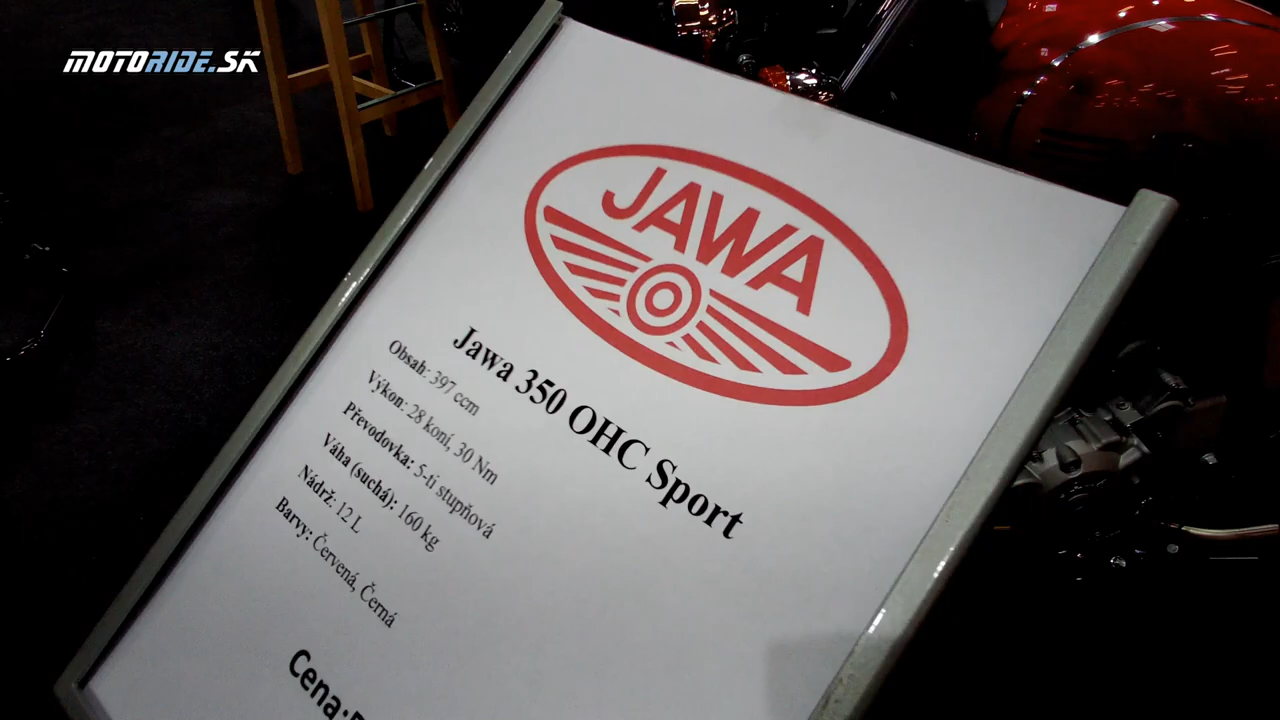 MOTORIDE.SK
JAWA
Jawa 350 OHC Sport
Obsah: 397 ccm
Výkon: 28 koní, 30 Nm
Převodovka: 5-ti stupňová
Váha (suchá): 160 kg
Nádrž: 12 L
Barvy: Červená, Černá
Cena: